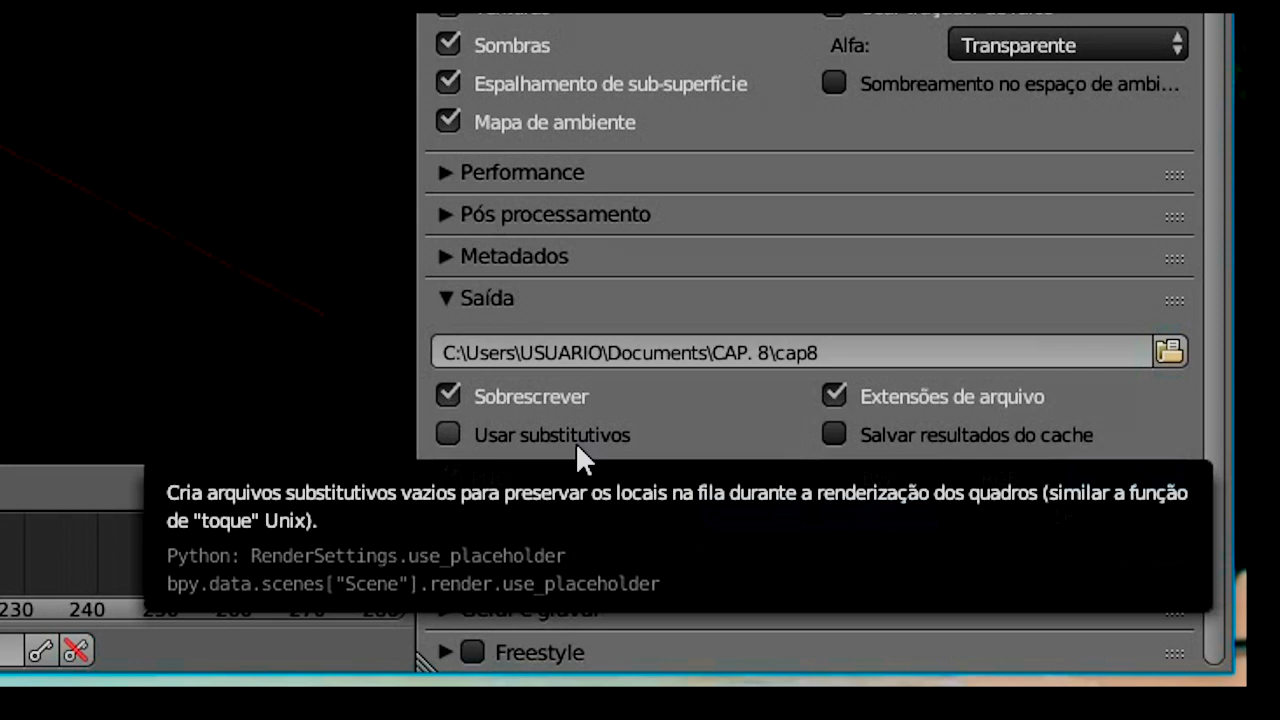 Sombras
Alfa:
Transparente
Espalhamento de sub-superfície
Sombreamento no espaço de ambi...
Mapa de ambiente
Performance
Pós processamento
Metadados
Saída
C:\Users\USUARIO\Documents\CAP. 8\cap8
Sobrescrever
Extensões de arquivo
Usar substitutivos
Salvar resultados do cache
Cria arquivos substitutivos vazios para preservar os locais na fila durante a renderização dos quadros (similar a função
de "toque" Unix).
Python: RenderSettings.use_placeholder
bpy.data.scenes["Scene"].render.use_placeholder
230 240
Freestyle